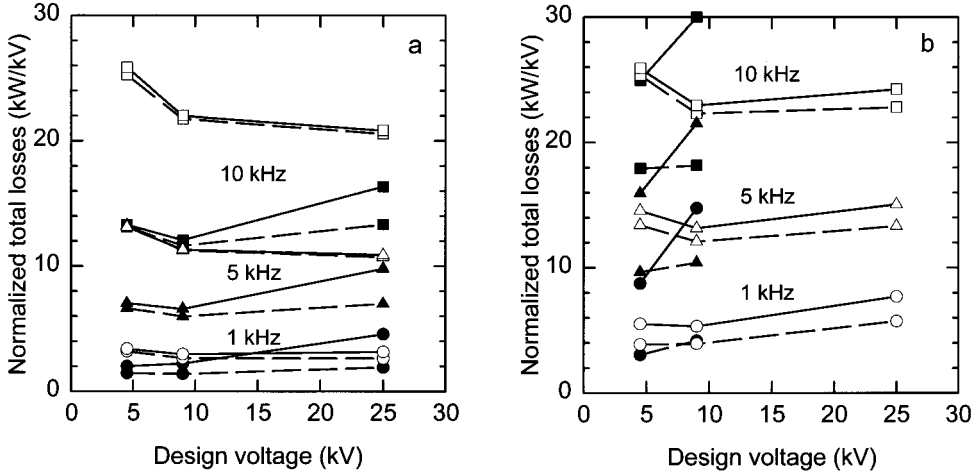 Normalized total losses (kW/kV)
30
20
10
0
a
10 kHz
5 kHz
1 kHz
0 5 10 15 20 25 30
Design voltage (kV)
Normalized total losses (kW/kV)
30
20
10
0
b
10 kHz
5 kHz
1 kHz
0 5 10 15 20 25 30
Design voltage (kV)